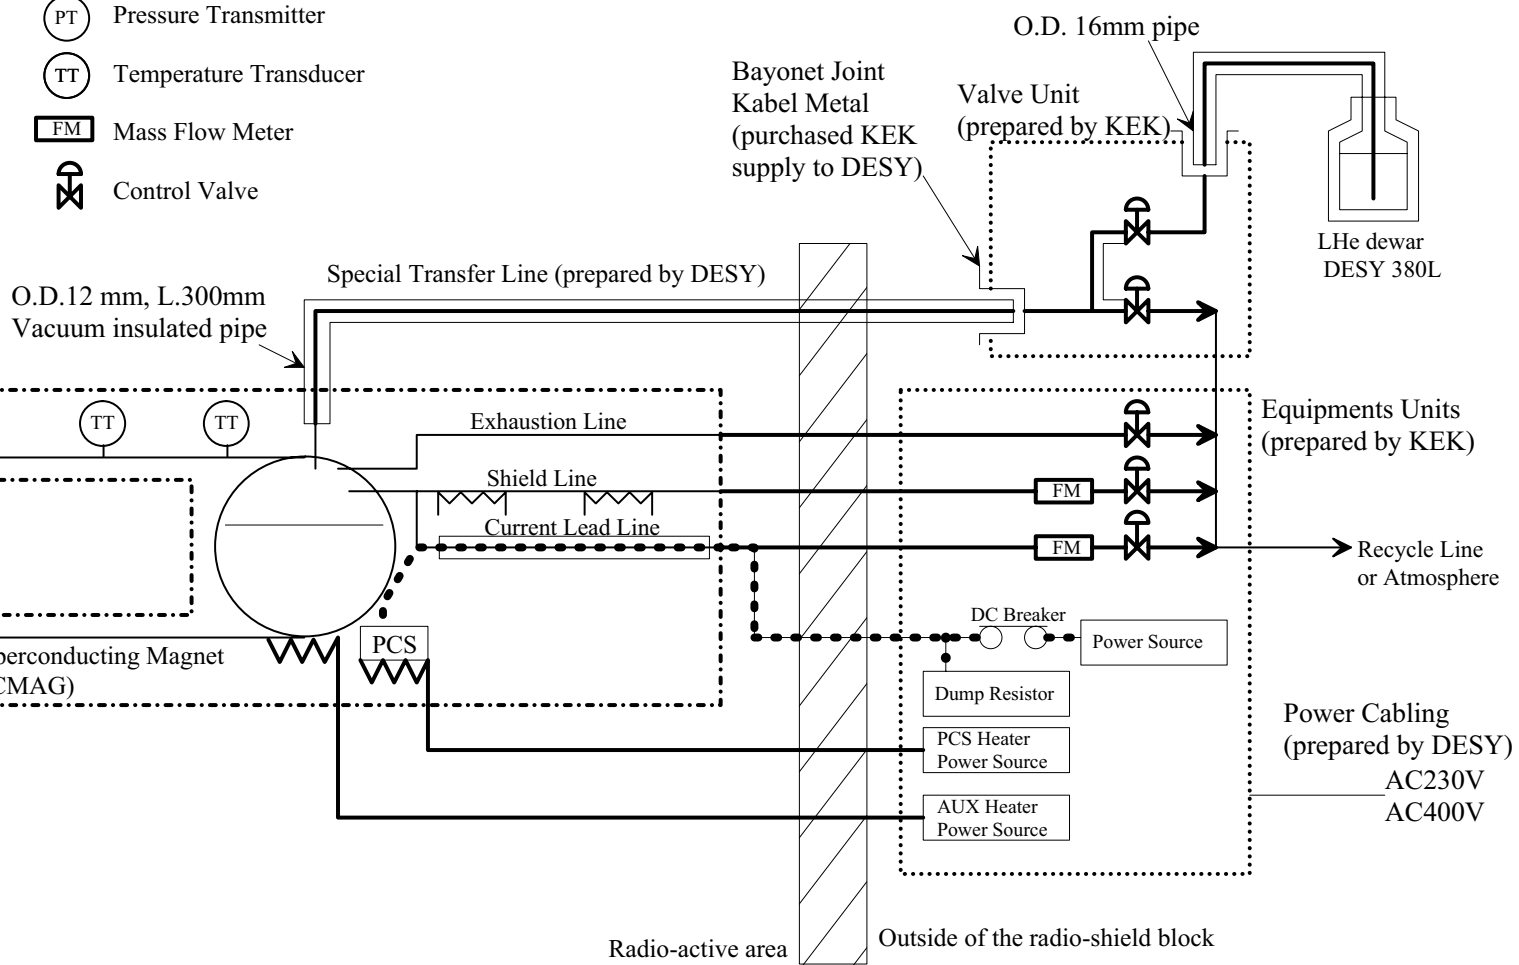 PT Pressure Transmitter
TT Temperature Transducer
FM Mass Flow Meter
Control Valve
O.D. 16mm pipe
Bayonet Joint
Kabel Metal
(purchased KEK
supply to DESY)
Valve Unit
(prepared by KEK)
LHe dewar
DESY 380L
Special Transfer Line (prepared by DESY)
O.D.12 mm, L.300mm
Vacuum insulated pipe
TT
TT
Exhaustion Line
Shield Line
Current Lead Line
FM
FM
Equipments Units
(prepared by KEK)
Recycle Line
or Atmosphere
DC Breaker
Power Source
Dump Resistor
PCS
perconducting Magnet
CMAG)
PCS Heater
Power Source
AUX Heater
Power Source
Power Cabling
(prepared by DESY)
AC230V
AC400V
Radio-active area
Outside of the radio-shield block